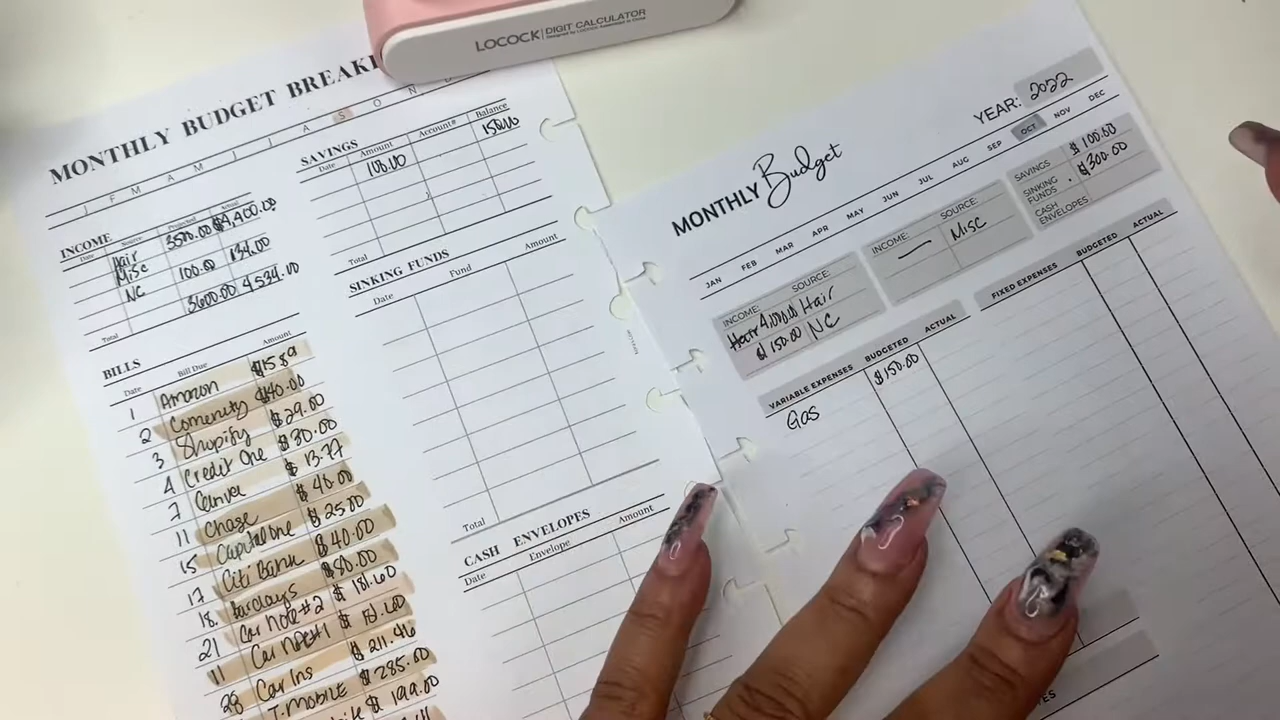 LOCOCK | DIGIT CALCULATOR
MONTHLY BUDGET
J F M A M J J A S O N
INCOME
Date Source Projected Actual
Hair 3500.00 $4,400.00
Misc
NC 100.00 134.00
3600.00 4534.00
Total
BILLS
Date Bill Due Amount
1 Amazon
2 Comenity $40.00
3 Shopify $29.00
4 Credit One $30.00
7 Canva $13.77
11 Chase $40.00
15 Capital One $25.00
17 Citi Bank $40.00
18. Barclays $80.00
21 Car note #2 $181.60
11 Car Note #1
28 Car Ins $211.46
T.Mobile $285.00
$199.00
SAVINGS
Date Amount Account# Balance
100.00
Total
SINKING FUNDS
Date Fund Amount
Total
CASH ENVELOPES
Date Envelope Amount
YEAR: 2022
MONTHLY Budget
JAN FEB MAR APR MAY JUN JUL AUG SEP OCT NOV DEC
INCOME: SOURCE:
4,000.00 Hair
$150.00 NC
INCOME: SOURCE:
— Misc
SAVINGS $100.00
SINKING FUNDS $300.00
CASH ENVELOPES
VARIABLE EXPENSES BUDGETED ACTUAL
Gas $150.00
FIXED EXPENSES BUDGETED ACTUAL